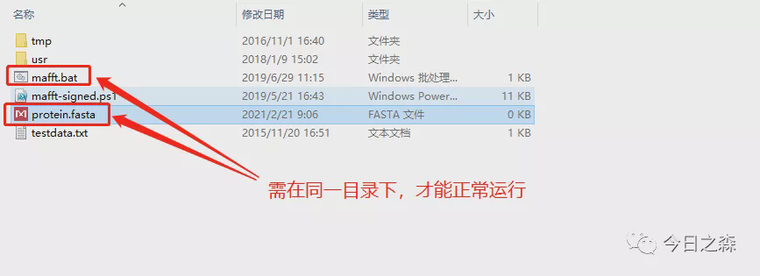 名称 修改日期 类型 大小
tmp 2016/11/1 16:40 文件夹
usr 2018/1/9 15:02 文件夹
mafft.bat 2019/6/29 11:15 Windows 批处理... 1 KB
mafft-signed.ps1 2019/5/21 16:43 Windows Power... 11 KB
protein.fasta 2021/2/21 9:06 FASTA 文件 0 KB
testdata.txt 2015/11/20 16:51 文本文档 1 KB
需在同一目录下，才能正常运行
今日之森